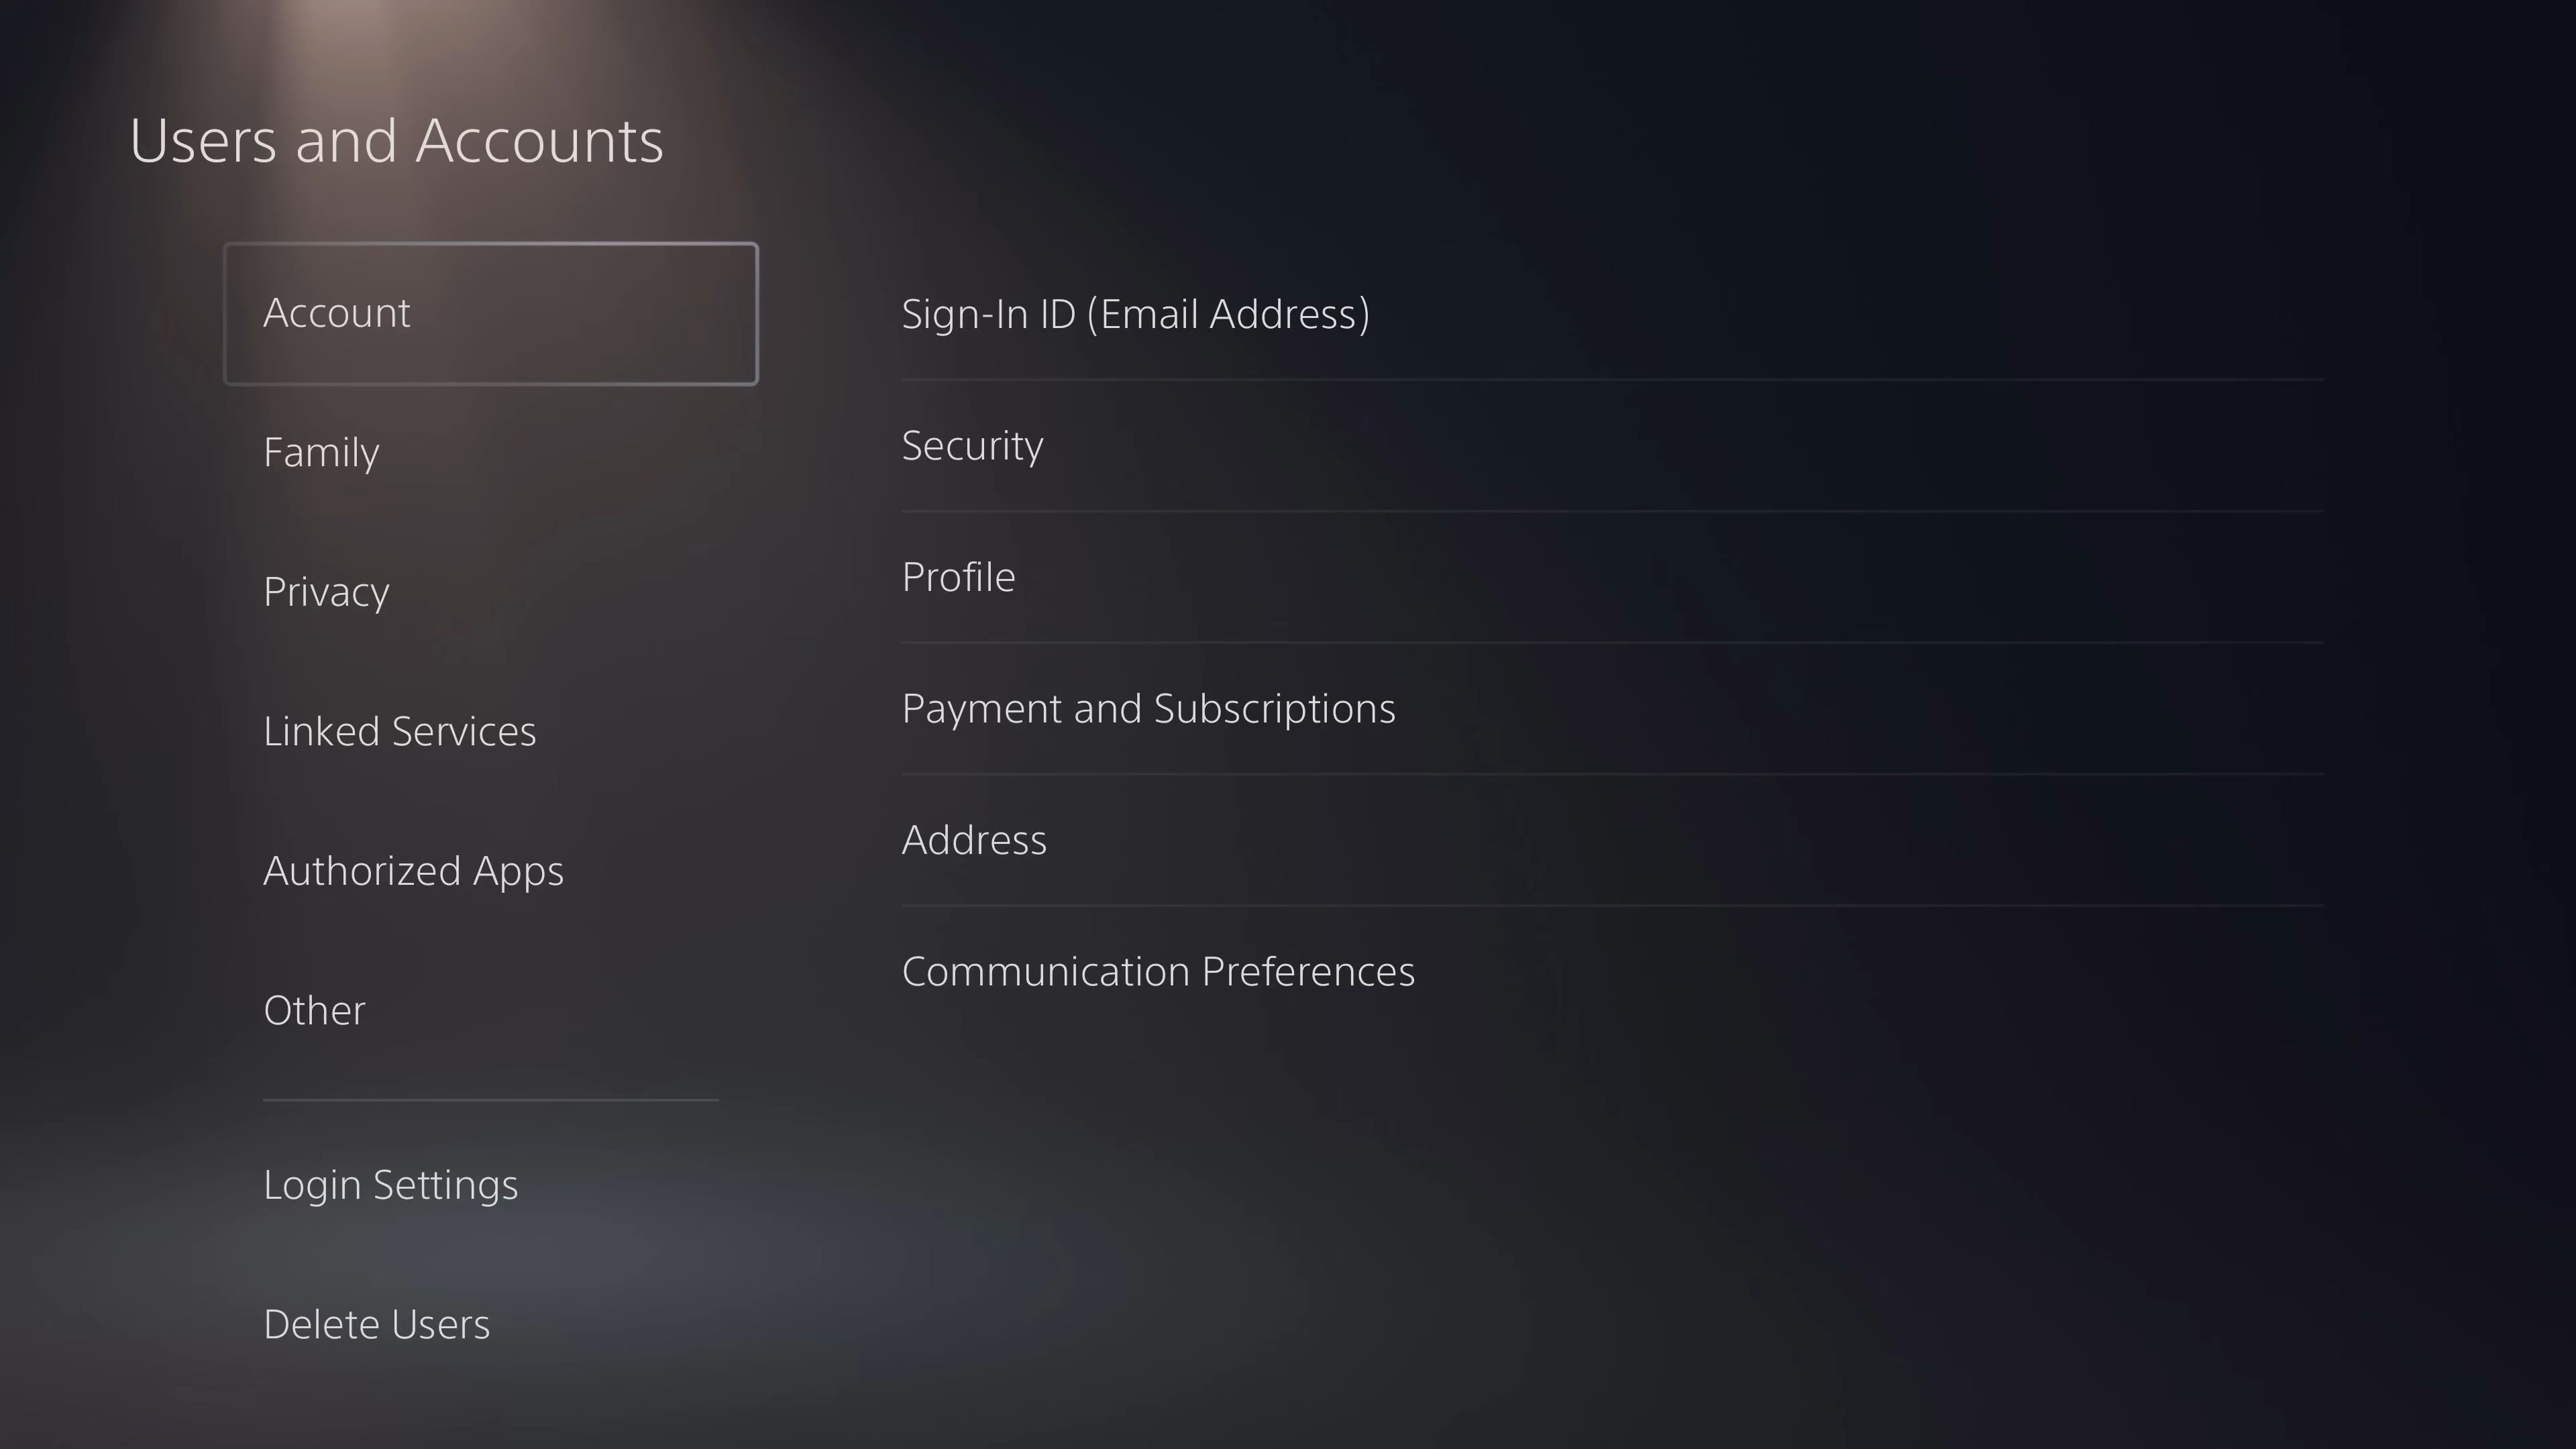 Users and Accounts
Account
Family
Privacy
Linked Services
Authorized Apps
Other
Login Settings
Delete Users
Sign-In ID (Email Address)
Security
Profile
Payment and Subscriptions
Address
Communication Preferences